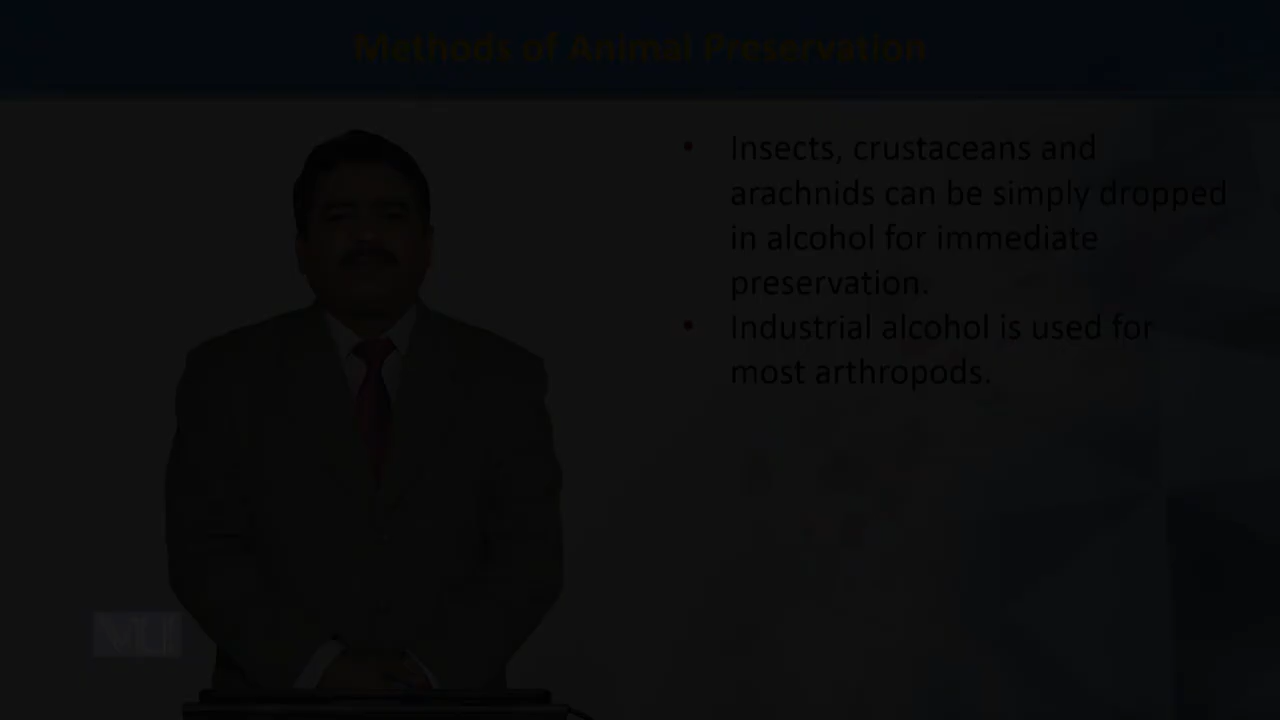 Methods of Animal Preservation
• Insects, crustaceans and
arachnids can be simply dropped
in alcohol for immediate
preservation.
• Industrial alcohol is used for
most arthropods.